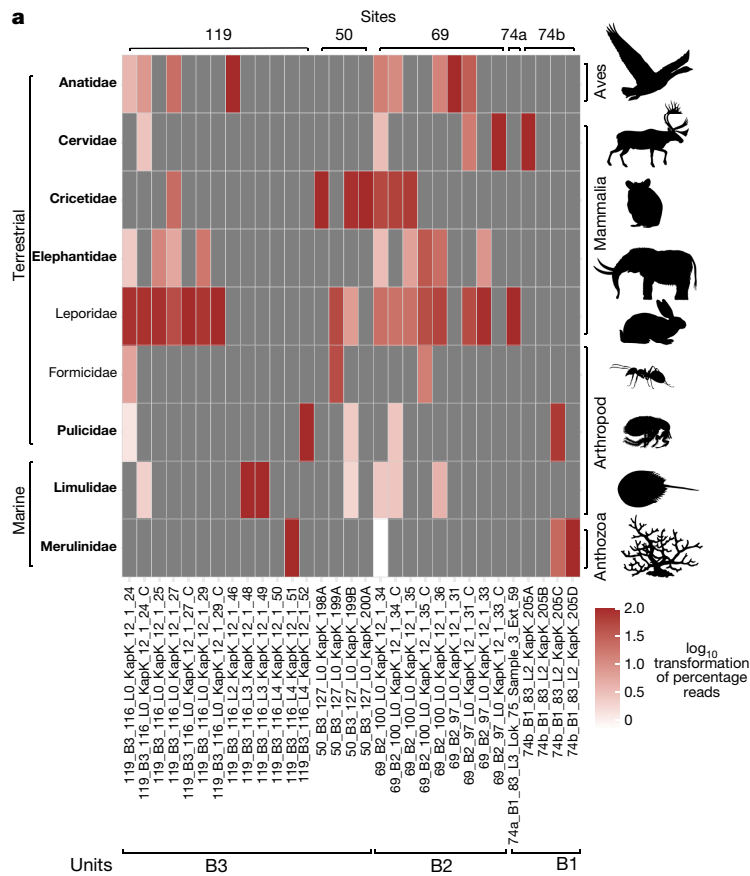 a
Sites
119
50
69
74a
74b
Terrestrial
Marine
Anatidae
Cervidae
Cricetidae
Elephantidae
Leporidae
Formicidae
Pulicidae
Limulidae
Merulinidae
Aves
Mammalia
Arthropod
Anthozoa
119_B3_116_L0_KapK_12_1_24
119_B3_116_L0_KapK_12_1_24_C
119_B3_116_L0_KapK_12_1_25
119_B3_116_L0_KapK_12_1_27
119_B3_116_L0_KapK_12_1_27_C
119_B3_116_L0_KapK_12_1_29
119_B3_116_L0_KapK_12_1_29_C
119_B3_116_L2_KapK_12_1_46
119_B3_116_L3_KapK_12_1_48
119_B3_116_L3_KapK_12_1_49
119_B3_116_L4_KapK_12_1_50
119_B3_116_L4_KapK_12_1_51
119_B3_116_L4_KapK_12_1_52
50_B3_127_L0_KapK_198A
50_B3_127_L0_KapK_199A
50_B3_127_L0_KapK_199B
50_B3_127_L0_KapK_200A
69_B2_100_L0_KapK_12_1_34
69_B2_100_L0_KapK_12_1_34_C
69_B2_100_L0_KapK_12_1_35
69_B2_100_L0_KapK_12_1_35_C
69_B2_100_L0_KapK_12_1_36
69_B2_97_L0_KapK_12_1_31
69_B2_97_L0_KapK_12_1_31_C
69_B2_97_L0_KapK_12_1_33
69_B2_97_L0_KapK_12_1_33_C
74a_B1_83_L3_Lok_75_Sample_3_Ext_59
74b_B1_83_L2_KapK_205A
74b_B1_83_L2_KapK_205B
74b_B1_83_L2_KapK_205C
74b_B1_83_L2_KapK_205D
2.0
1.5
1.0
0.5
0
log10
transformation
of percentage
reads
Units
B3
B2
B1